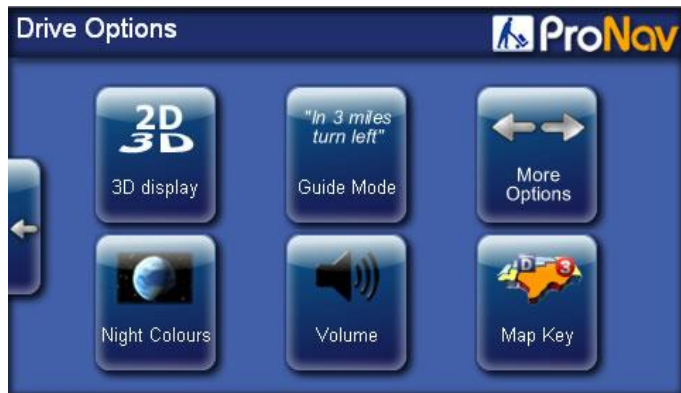 Drive Options
ProNav
2D
3D
3D display
"In 3 miles
turn left"
Guide Mode
More
Options
Night Colours
Volume
D 3
Map Key